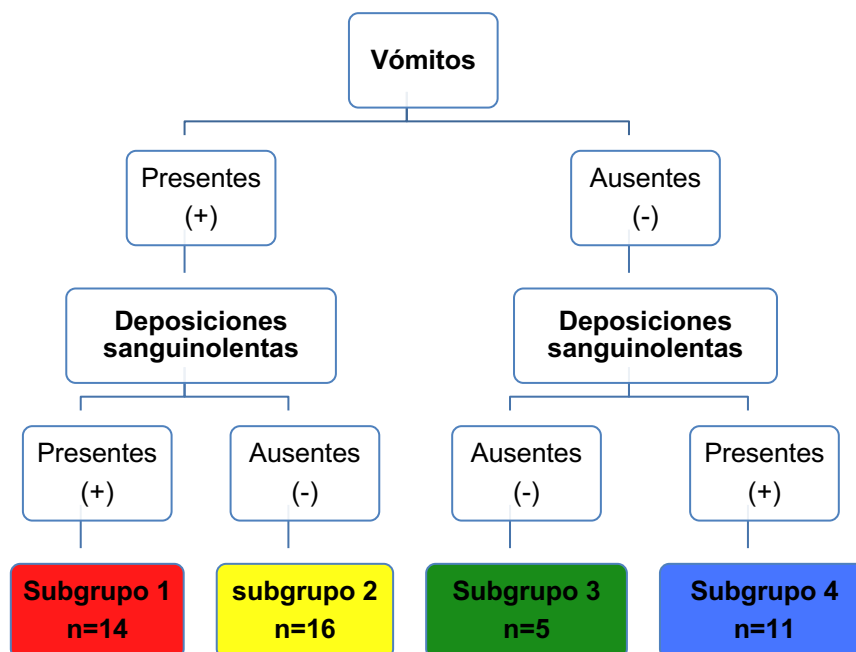 Vómitos
Presentes
(+)
Ausentes
(-)
Deposiciones
sanguinolentas
Deposiciones
sanguinolentas
Presentes
(+)
Ausentes
(-)
Ausentes
(-)
Presentes
(+)
Subgrupo 1
n=14
subgrupo 2
n=16
Subgrupo 3
n=5
Subgrupo 4
n=11